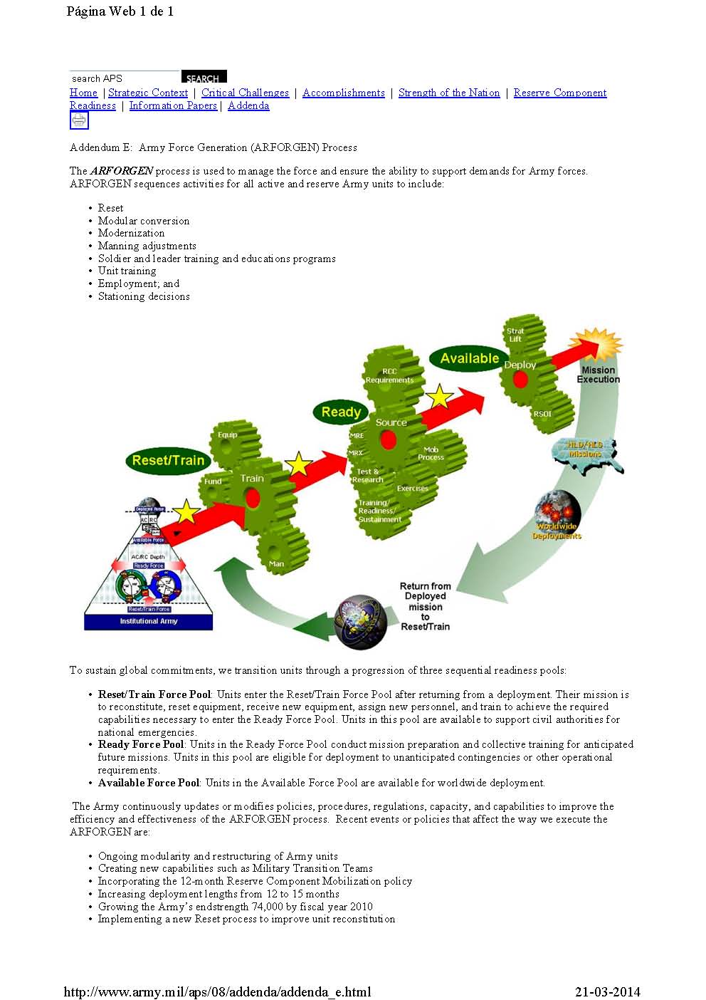 Página Web 1 de 1
search APS SEARCH
Home | Strategic Context | Critical Challenges | Accomplishments | Strength of the Nation | Reserve Component
Readiness | Information Papers | Addenda
Addendum E: Army Force Generation (ARFORGEN) Process
The ARFORGEN process is used to manage the force and ensure the ability to support demands for Army forces.
ARFORGEN sequences activities for all active and reserve Army units to include:
• Reset
• Modular conversion
• Modernization
• Manning adjustments
• Soldier and leader training and educations programs
• Unit training
• Employment; and
• Stationing decisions
Strat
Lift
Available
Deploy
Mission
Execution
RSOI
RCC
Requirements
Ready
Source
MRE
MRX
Mob
Process
Test &
Research
Exercises
Training/
Readiness/
Sustainment
Equip
Reset/Train
Fund
Train
Man
HLD/HLS
Missions
Worldwide
Deployments
Return from
Deployed
mission
to
Reset/Train
Deployed Force
AC RC
Available Force
AC/RC Depth
Ready Force
Reset/Train Force
Institutional Army
To sustain global commitments, we transition units through a progression of three sequential readiness pools:
• Reset/Train Force Pool: Units enter the Reset/Train Force Pool after returning from a deployment. Their mission is
to reconstitute, reset equipment, receive new equipment, assign new personnel, and train to achieve the required
capabilities necessary to enter the Ready Force Pool. Units in this pool are available to support civil authorities for
national emergencies.
• Ready Force Pool: Units in the Ready Force Pool conduct mission preparation and collective training for anticipated
future missions. Units in this pool are eligible for deployment to unanticipated contingencies or other operational
requirements.
• Available Force Pool: Units in the Available Force Pool are available for worldwide deployment.
The Army continuously updates or modifies policies, procedures, regulations, capacity, and capabilities to improve the
efficiency and effectiveness of the ARFORGEN process. Recent events or policies that affect the way we execute the
ARFORGEN are:
• Ongoing modularity and restructuring of Army units
• Creating new capabilities such as Military Transition Teams
• Incorporating the 12-month Reserve Component Mobilization policy
• Increasing deployment lengths from 12 to 15 months
• Growing the Army's endstrength 74,000 by fiscal year 2010
• Implementing a new Reset process to improve unit reconstitution
http://www.army.mil/aps/08/addenda/addenda_e.html 21-03-2014